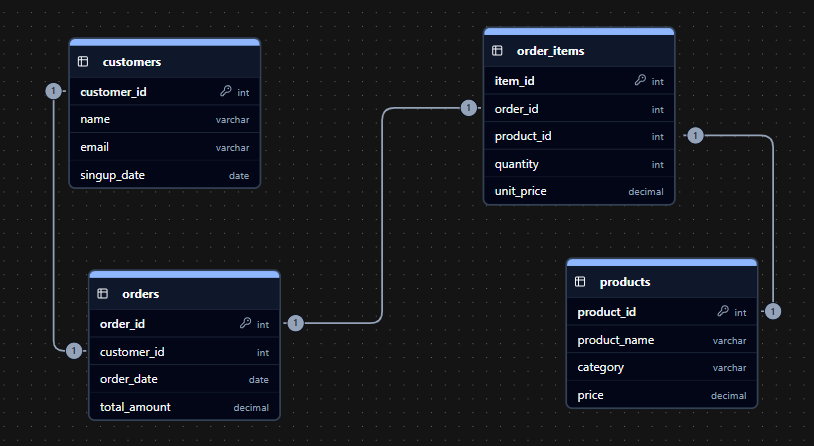 customers
customer_id int
name varchar
email varchar
singup_date date
order_items
item_id int
order_id int
product_id int
quantity int
unit_price decimal
orders
order_id int
customer_id int
order_date date
total_amount decimal
products
product_id int
product_name varchar
category varchar
price decimal
1
1
1
1
1
1